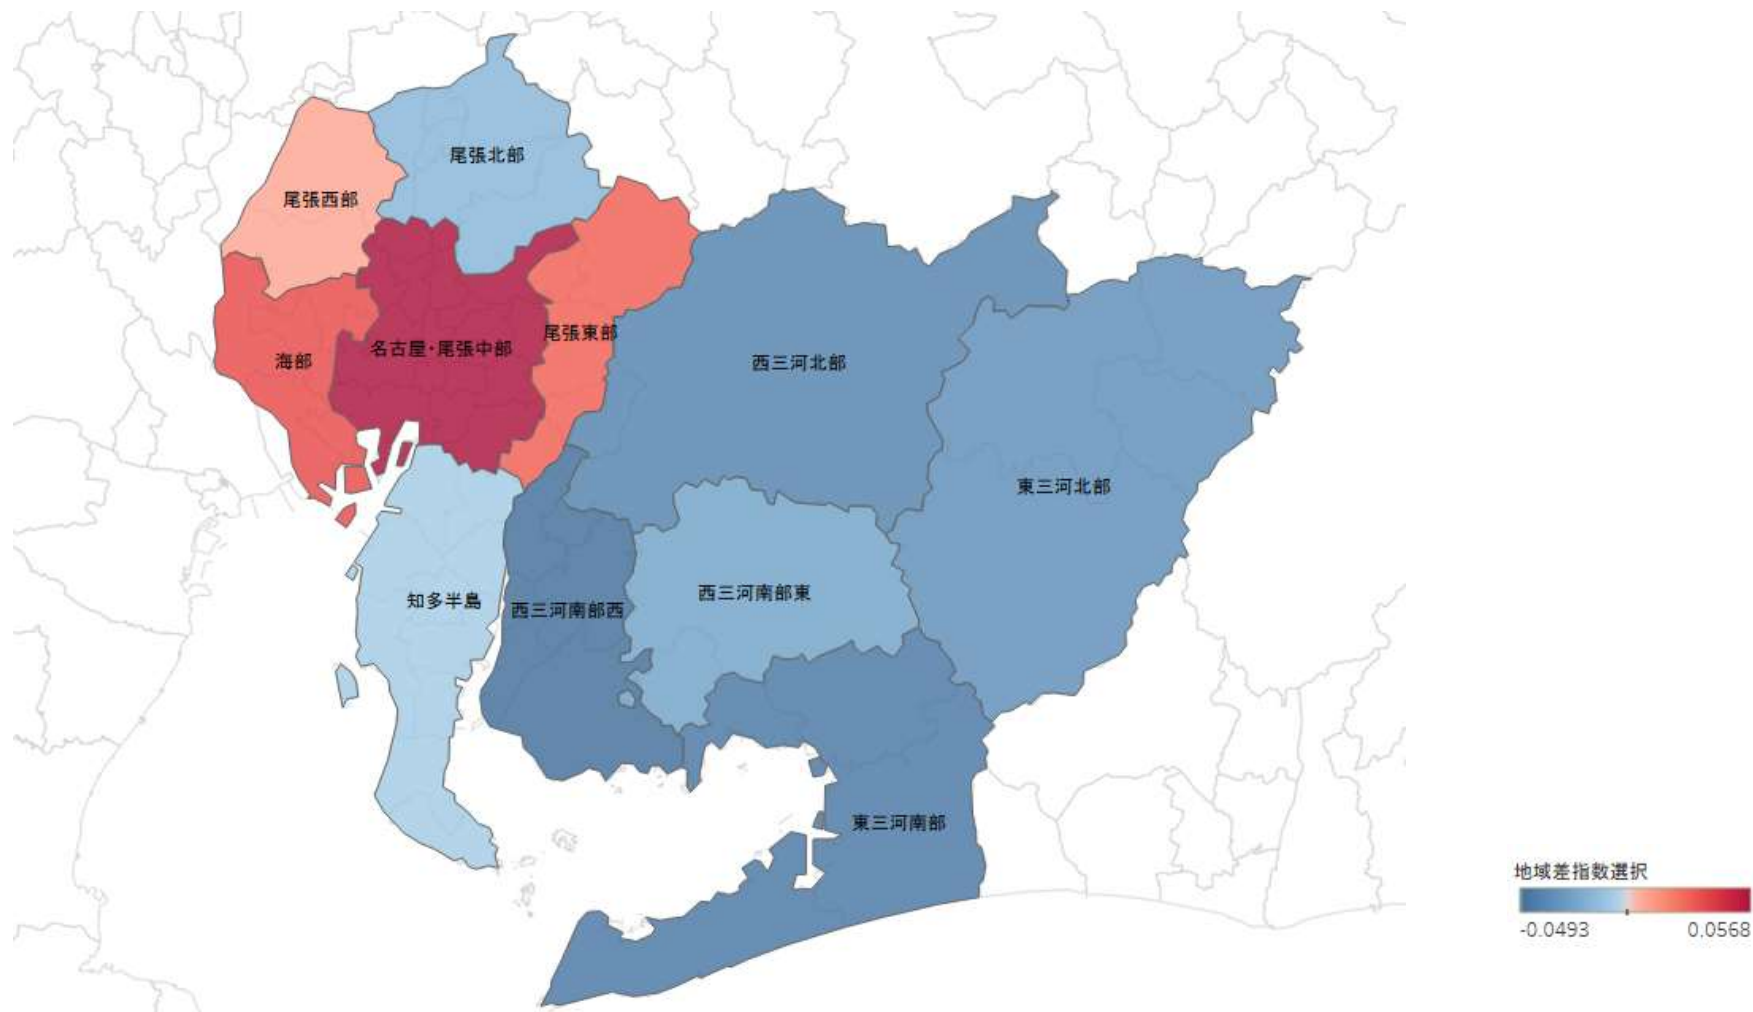 尾張北部
尾張西部
尾張東部
名古屋・尾張中部
海部
西三河北部
東三河北部
西三河南部東
知多半島
西三河南部西
東三河南部
地域差指数選択
-0.0493 0.0568